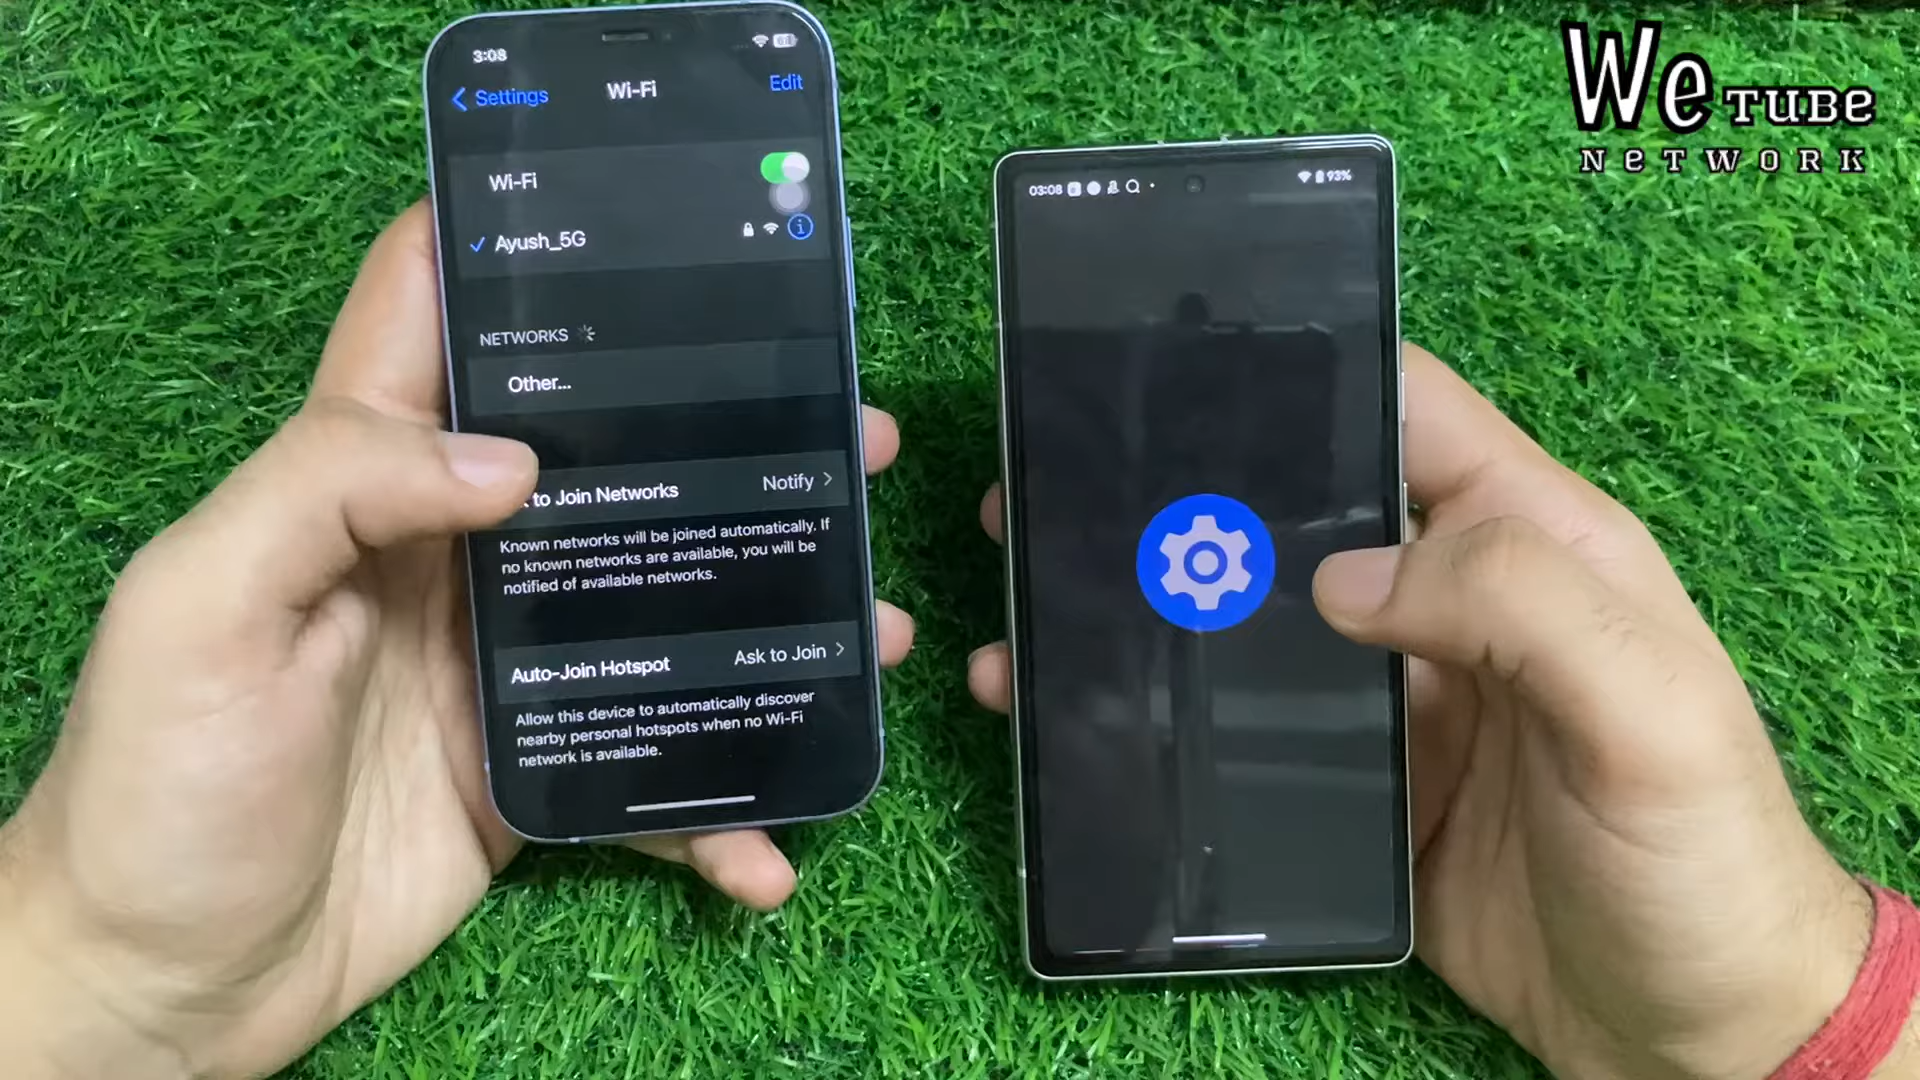 We TUBe
NeTWORK
3:08
61
Settings
Wi-Fi
Edit
Wi-Fi
Ayush_5G
NETWORKS
Other...
to Join Networks
Notify
Known networks will be joined automatically. If
no known networks are available, you will be
notified of available networks.
Auto-Join Hotspot
Ask to Join
Allow this device to automatically discover
nearby personal hotspots when no Wi-Fi
network is available.
03:08
93%